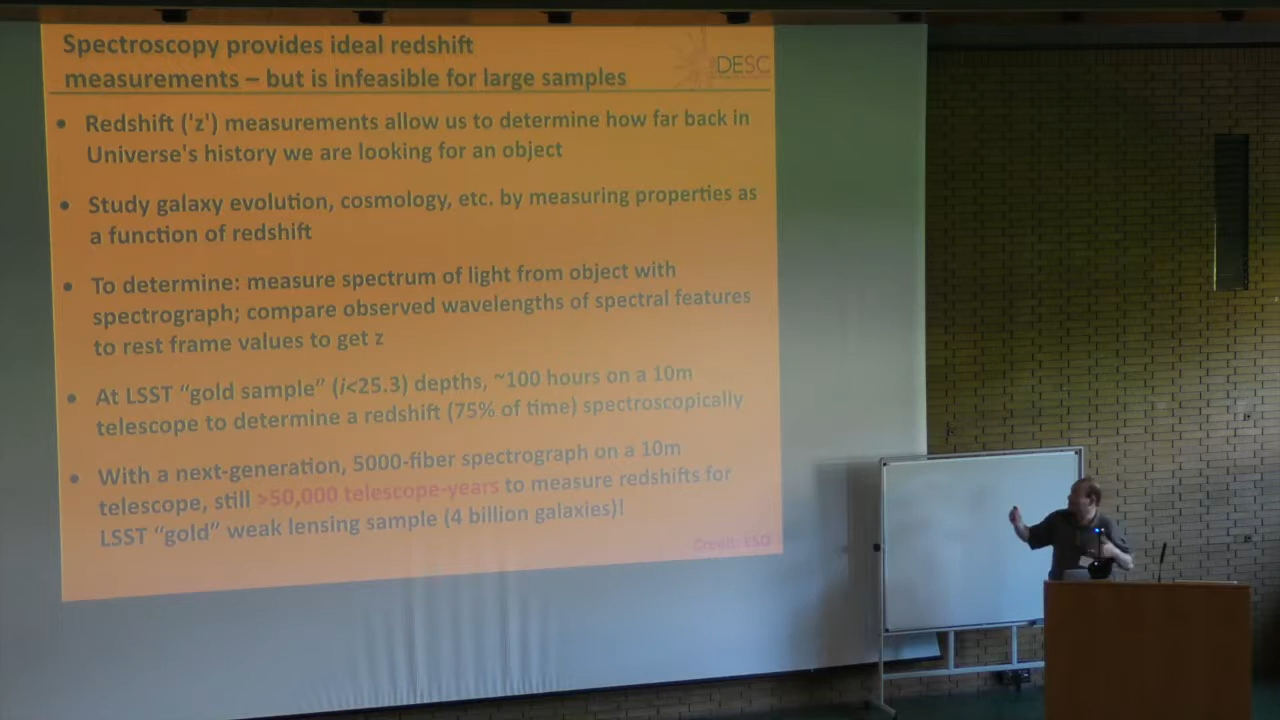 Spectroscopy provides ideal redshift
measurements – but is infeasible for large samples
DESC
• Redshift ('z') measurements allow us to determine how far back in
Universe's history we are looking for an object
• Study galaxy evolution, cosmology, etc. by measuring properties as
a function of redshift
• To determine: measure spectrum of light from object with
spectrograph; compare observed wavelengths of spectral features
to rest frame values to get z
• At LSST “gold sample” (i<25.3) depths, ~100 hours on a 10m
telescope to determine a redshift (75% of time) spectroscopically
• With a next-generation, 5000-fiber spectrograph on a 10m
telescope, still >50,000 telescope-years to measure redshifts for
LSST “gold” weak lensing sample (4 billion galaxies)!
Credit: ESO